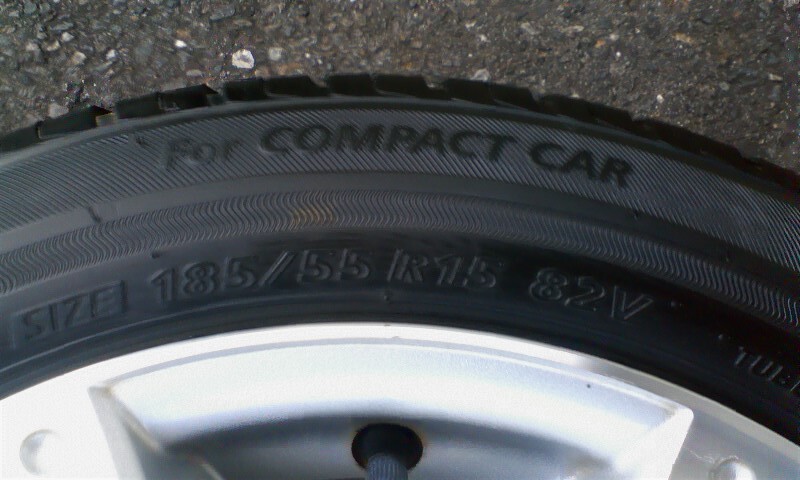 For COMPACT CAR
SIZE 185/55 R15 82V